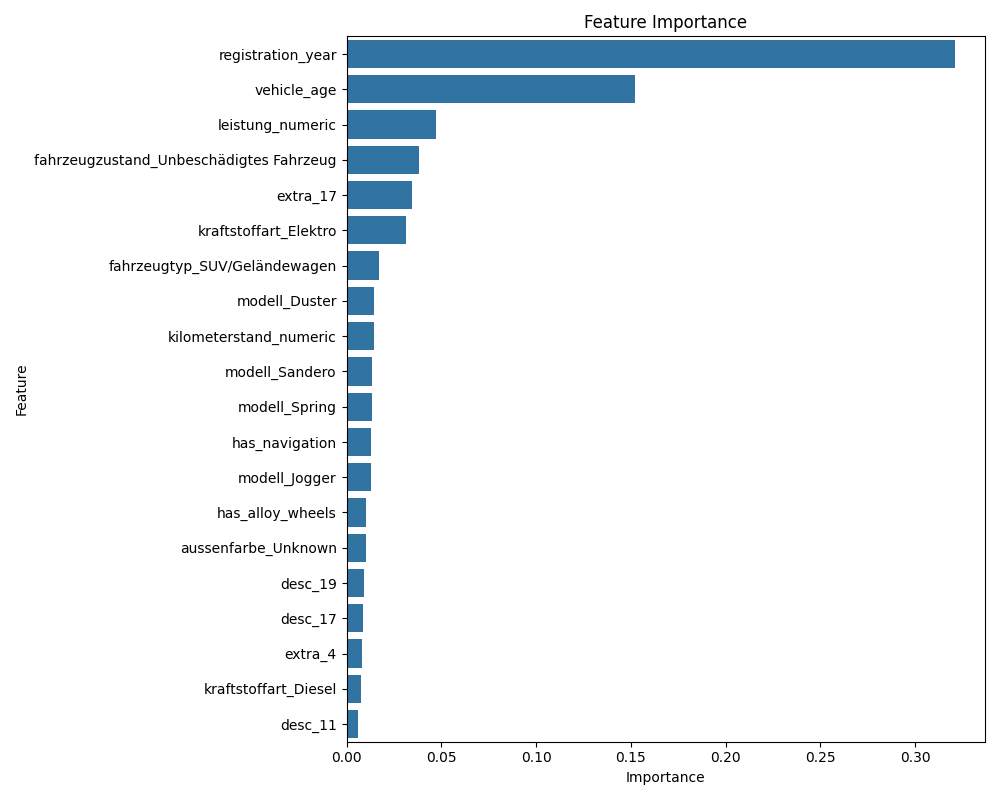 Feature Importance
Feature
registration_year
vehicle_age
leistung_numeric
fahrzeugzustand_Unbeschädigtes Fahrzeug
extra_17
kraftstoffart_Elektro
fahrzeugtyp_SUV/Geländewagen
modell_Duster
kilometerstand_numeric
modell_Sandero
modell_Spring
has_navigation
modell_Jogger
has_alloy_wheels
aussenfarbe_Unknown
desc_19
desc_17
extra_4
kraftstoffart_Diesel
desc_11
0.00 0.05 0.10 0.15 0.20 0.25 0.30
Importance